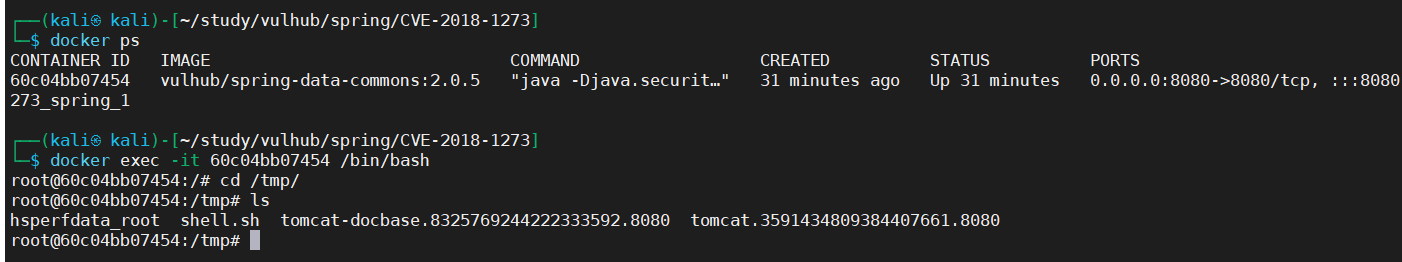 ┌──(kali㉿ kali)-[~/study/vulhub/spring/CVE-2018-1273]
└─$ docker ps
CONTAINER ID   IMAGE                              COMMAND                 CREATED          STATUS          PORTS
60c04bb07454   vulhub/spring-data-commons:2.0.5   "java -Djava.securit…"   31 minutes ago   Up 31 minutes   0.0.0.0:8080->8080/tcp, :::8080
273_spring_1
┌──(kali㉿ kali)-[~/study/vulhub/spring/CVE-2018-1273]
└─$ docker exec -it 60c04bb07454 /bin/bash
root@60c04bb07454:/# cd /tmp/
root@60c04bb07454:/tmp# ls
hsperfdata_root  shell.sh  tomcat-docbase.8325769244222333592.8080  tomcat.3591434809384407661.8080
root@60c04bb07454:/tmp#